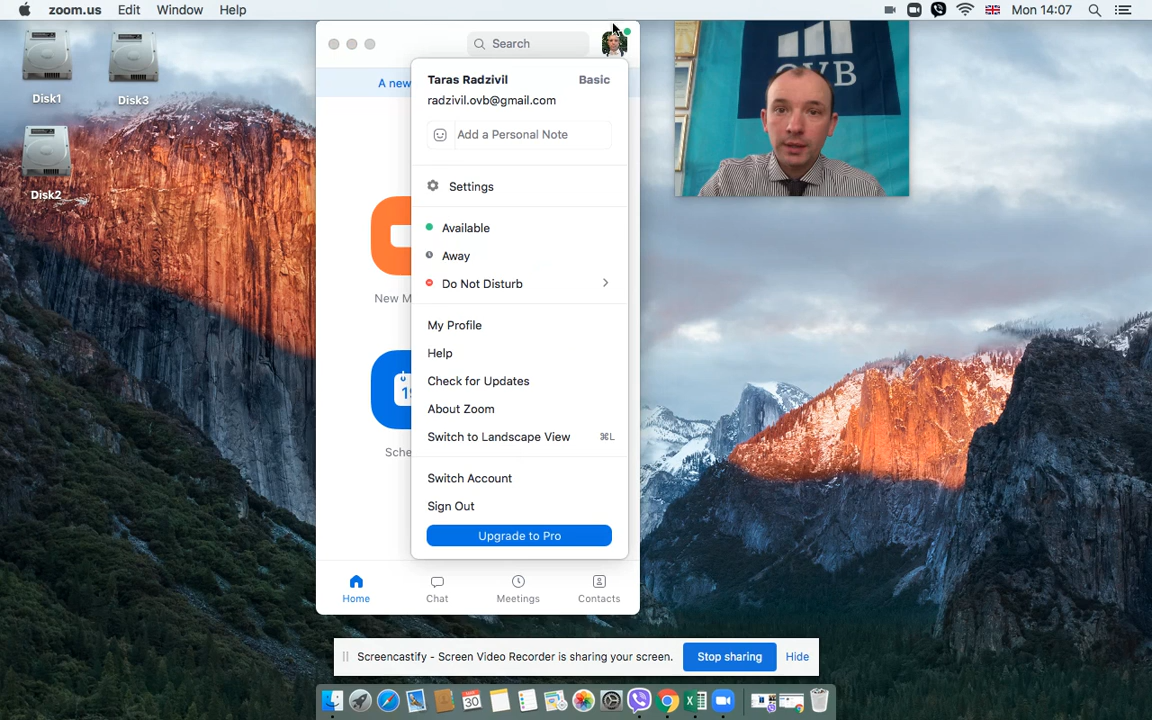 zoom.us Edit Window Help Mon 14:07
Disk1
Disk3
Disk2
Search
A new
Taras Radzivil Basic
radzivil.ovb@gmail.com
Add a Personal Note
Settings
Available
Away
Do Not Disturb
My Profile
Help
Check for Updates
About Zoom
Switch to Landscape View ⌘L
Switch Account
Sign Out
Upgrade to Pro
New M
19
Sche
Home Chat Meetings Contacts
OVB
Screencastify - Screen Video Recorder is sharing your screen. Stop sharing Hide
30